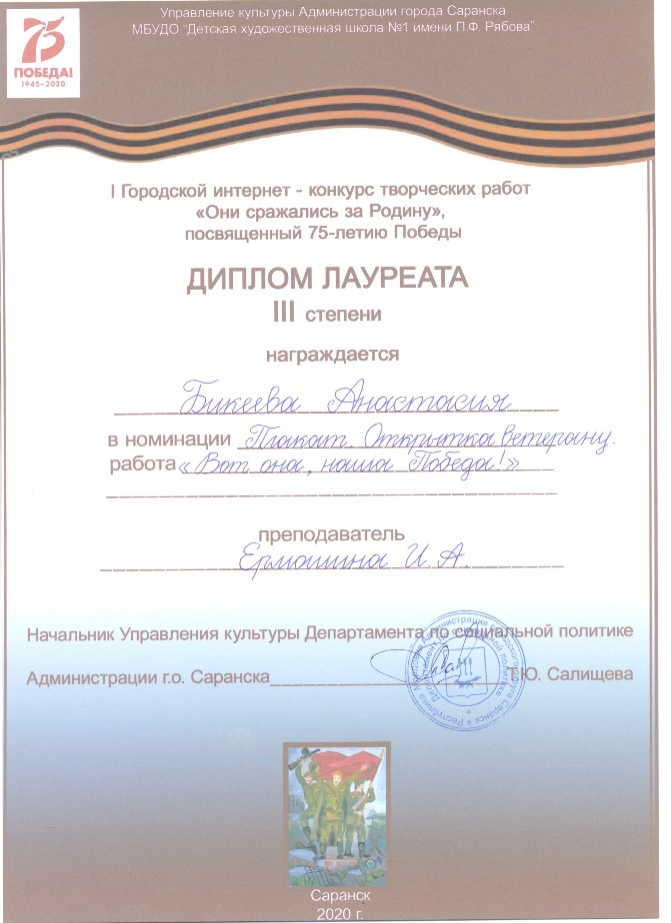 Управление культуры Администрации города Саранска
МБУДО "Детская художественная школа №1 имени П.Ф. Рябова"
75
ПОБЕДА!
1945-2020
I Городской интернет - конкурс творческих работ
«Они сражались за Родину»,
посвященный 75-летию Победы
ДИПЛОМ ЛАУРЕАТА
III степени
награждается
Бикеева Анастасия
в номинации Плакат. Открытка ветерану.
работа «Вот она, наша Победа!»
преподаватель
Ермашина И.А.
Начальник Управления культуры Департамента по социальной политике
Администрации г.о. Саранска Ю. Салищева
Саранск
2020 г.